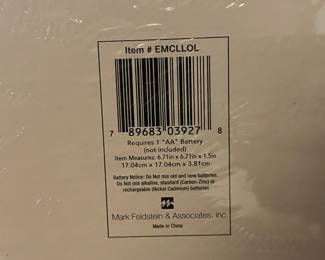 Item # EMCLLOL
7 89683 03927 8
Requires 1 "AA" Battery
(not included)
Item Measures: 6.71in x 6.71in x 1.5in
17.04cm x 17.04cm x 3.81cm
Battery Notice: Do Not mix old and new batteries.
Do Not mix alkaline, standard (Carbon-Zinc) or
rechargeable (Nickel Cadmium) batteries
Mark Feldstein & Associates, Inc.
Made in China